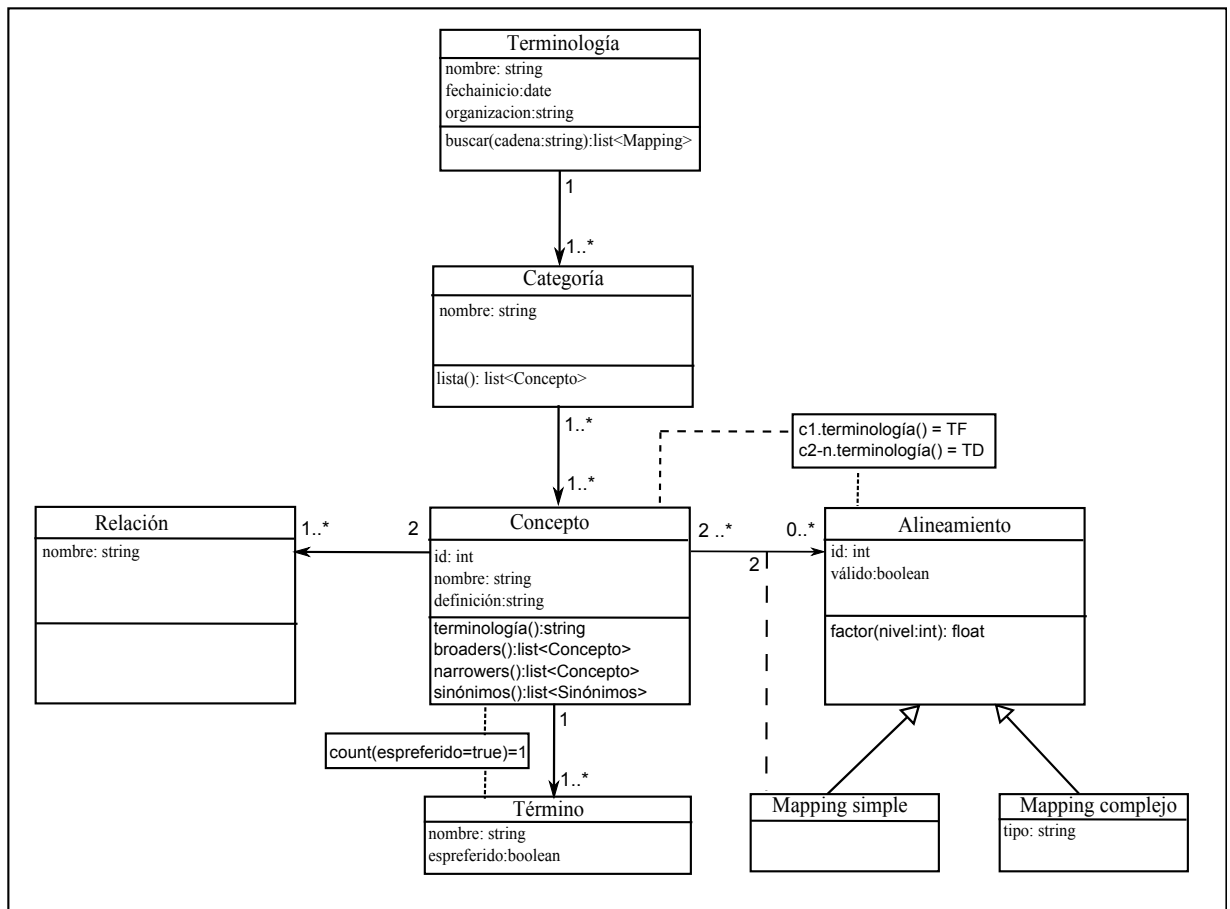 Terminología
nombre: string
fechainicio:date
organizacion:string
buscar(cadena:string):list<Mapping>
1
1..*
Categoría
nombre: string
lista(): list<Concepto>
1..*
1..*
c1.terminología() = TF
c2-n.terminología() = TD
Relación
nombre: string
1..*
2
Concepto
id: int
nombre: string
definición:string
terminología():string
broaders():list<Concepto>
narrowers():list<Concepto>
sinónimos():list<Sinónimos>
2 ..*
0..*
2
Alineamiento
id: int
válido:boolean
factor(nivel:int): float
1
count(espreferido=true)=1
1..*
Término
nombre: string
espreferido:boolean
Mapping simple
Mapping complejo
tipo: string